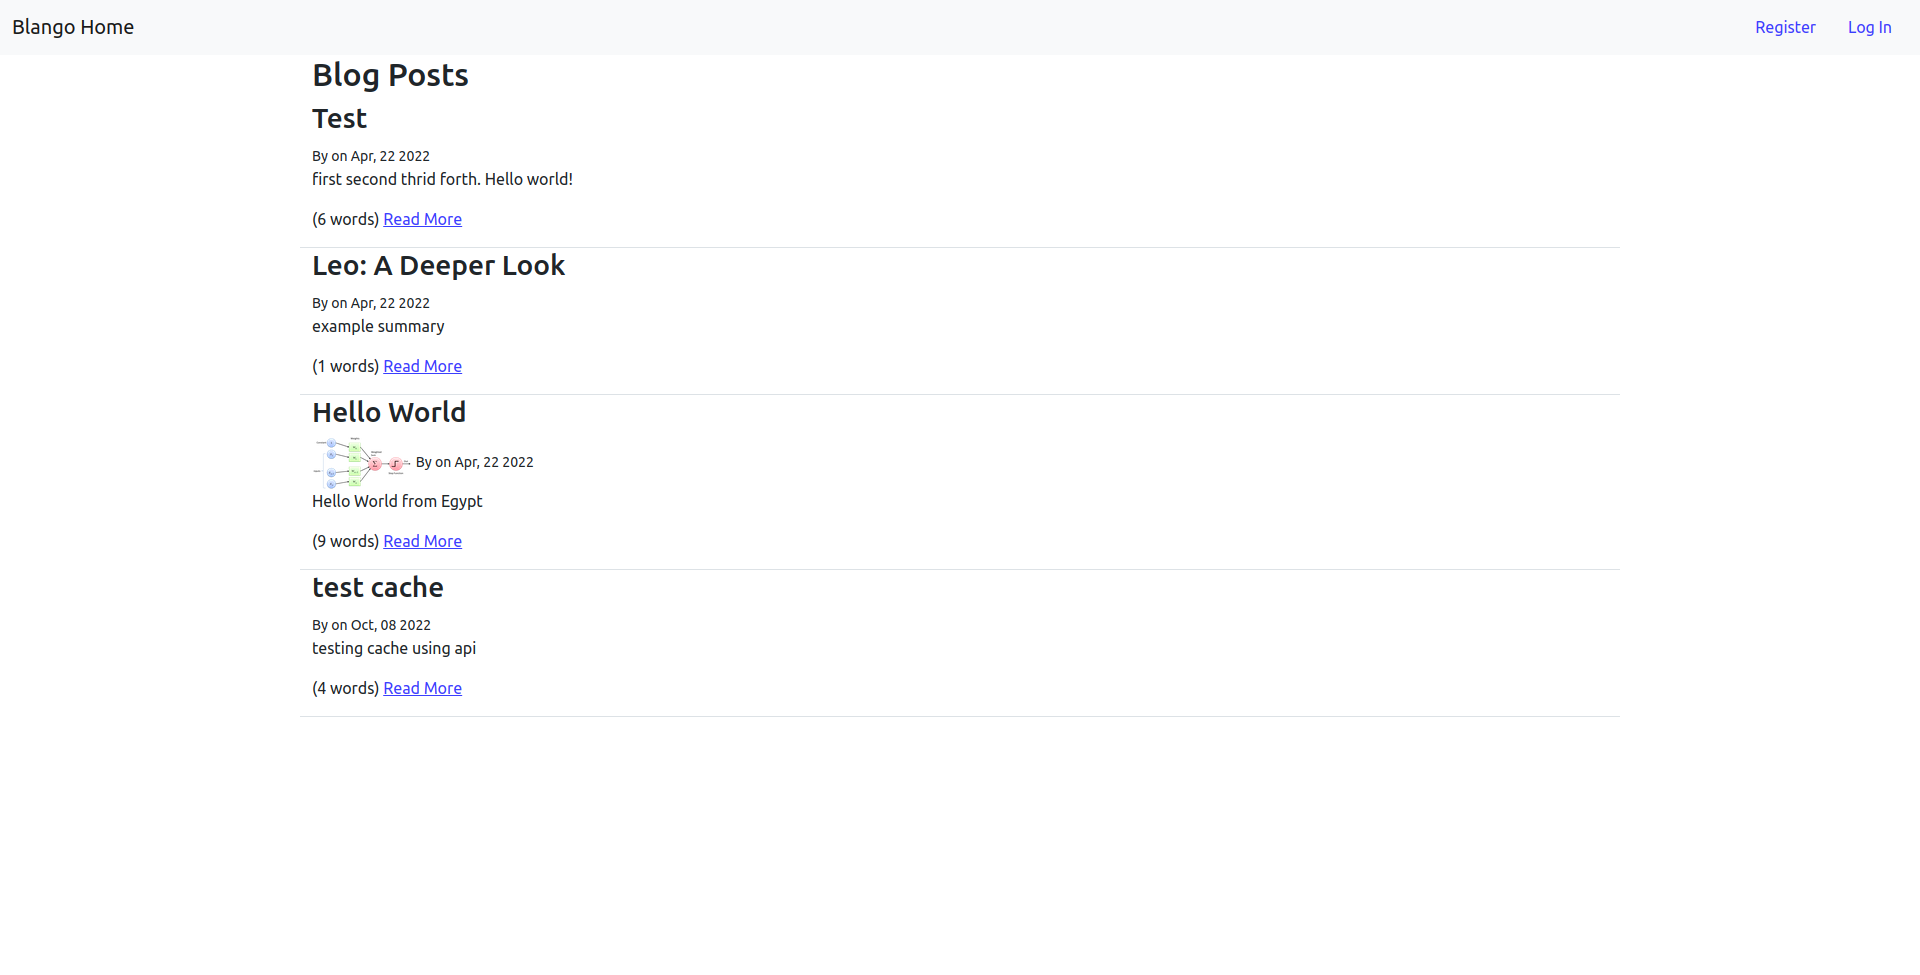 Blango Home
Register
Log In
Blog Posts
Test
By on Apr, 22 2022
first second thrid forth. Hello world!
(6 words) Read More
Leo: A Deeper Look
By on Apr, 22 2022
example summary
(1 words) Read More
Hello World
By on Apr, 22 2022
Hello World from Egypt
(9 words) Read More
test cache
By on Oct, 08 2022
testing cache using api
(4 words) Read More